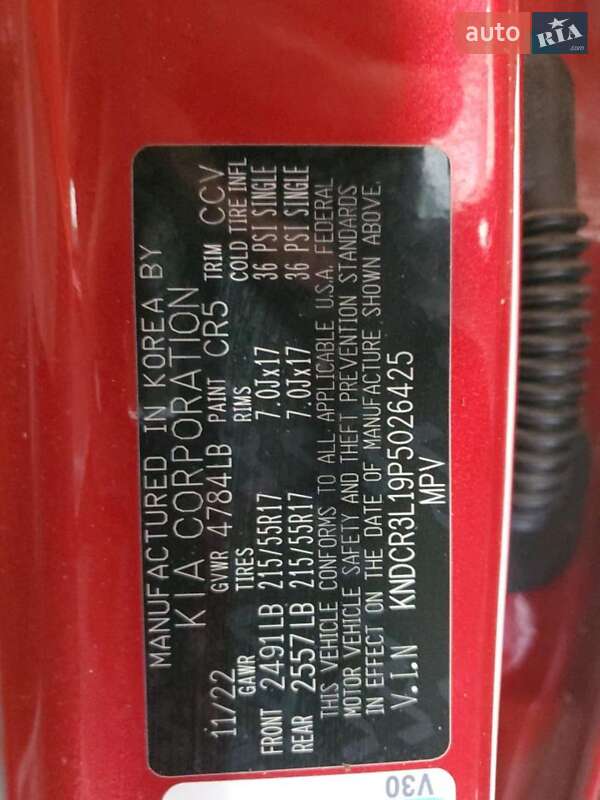 auto RIA .com
MANUFACTURED IN KOREA BY
KIA CORPORATION
11/22 GVWR 4784LB PAINT CR5 TRIM CCV
GAWR TIRES RIMS COLD TIRE INFL
FRONT 2491LB 215/55R17 7.0Jx17 36 PSI SINGLE
REAR 2557LB 215/55R17 7.0Jx17 36 PSI SINGLE
THIS VEHICLE CONFORMS TO ALL APPLICABLE U.S.A. FEDERAL
MOTOR VEHICLE SAFETY AND THEFT PREVENTION STANDARDS
IN EFFECT ON THE DATE OF MANUFACTURE SHOWN ABOVE.
V.I.N KNDCR3L19P5026425
MPV
V30